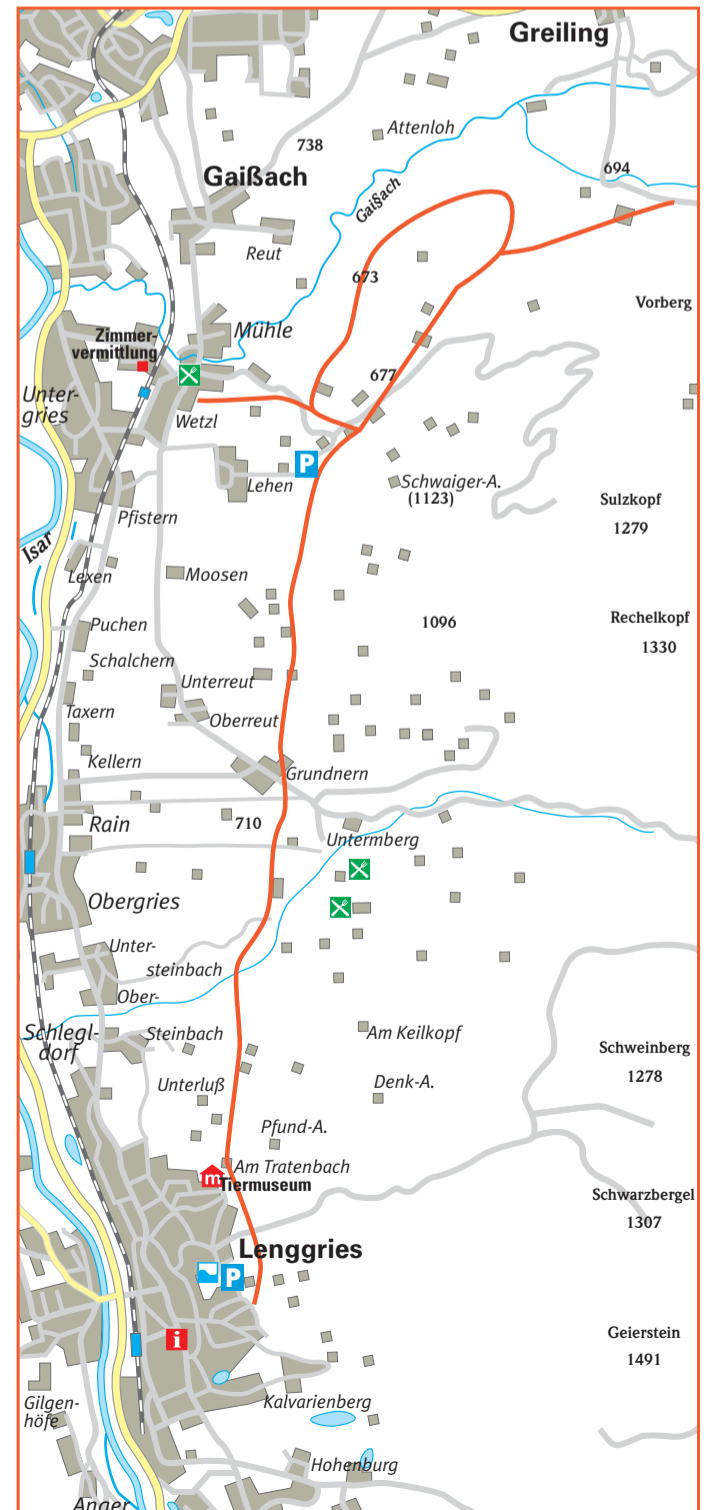 Greiling
Attenloh
738
694
Gaißach
Gaißach
Reut
673
Vorberg
Mühle
Zimmer-
vermittlung
677
Unter-
gries
Wetzl
P
Lehen
Schwaiger-A.
(1123)
Sulzkopf
1279
Pfistern
Isar
Lexen
Moosen
Puchen
1096
Rechelkopf
1330
Schalchern
Unterreut
Taxern
Oberreut
Kellern
Grundnern
Rain
710
Untermberg
Obergries
Unter-
steinbach
Ober-
Steinbach
Schlegl-
dorf
Am Keilkopf
Schweinberg
1278
Unterluß
Denk-A.
Pfund-A.
Am Tratenbach
m
Tiermuseum
Schwarzbergel
1307
Lenggries
P
i
Geierstein
1491
Gilgen-
höfe
Kalvarienberg
Hohenburg
Anger